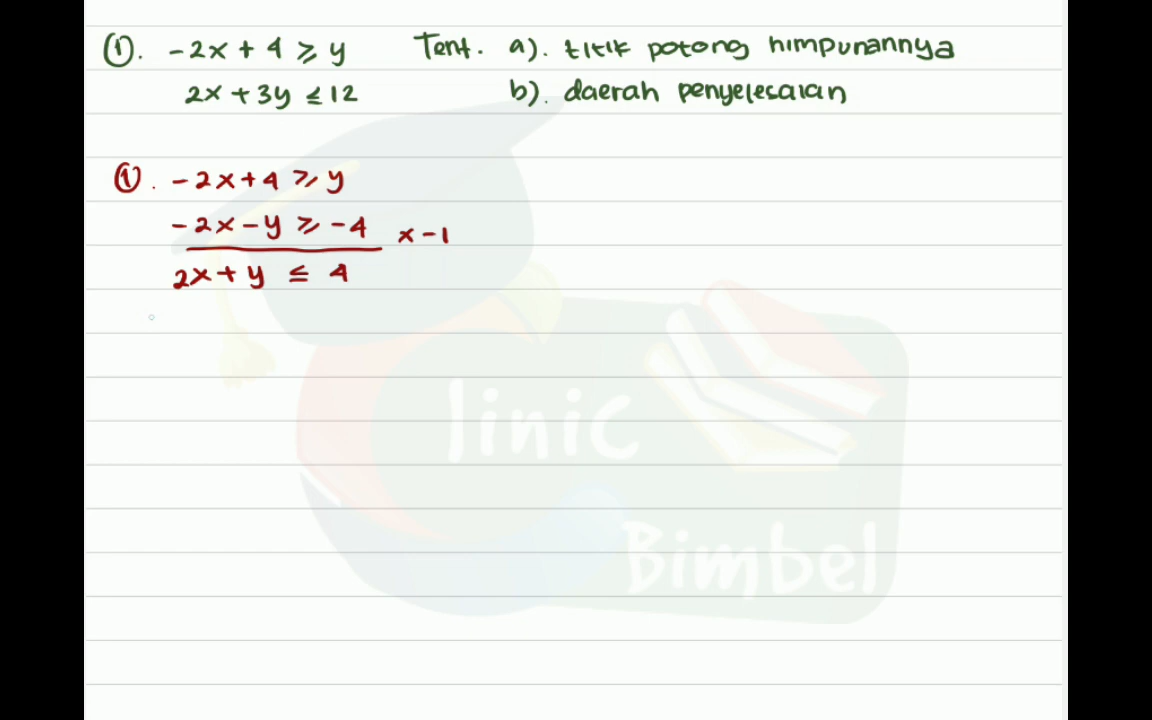 ①. -2x + 4 ≥ y Tent. a). titik potong himpunannya
2x + 3y ≤ 12 b). daerah penyelesaian
①. -2x + 4 ≥ y
-2x - y ≥ -4 x -1
2x + y ≤ 4
linic
Bimbel